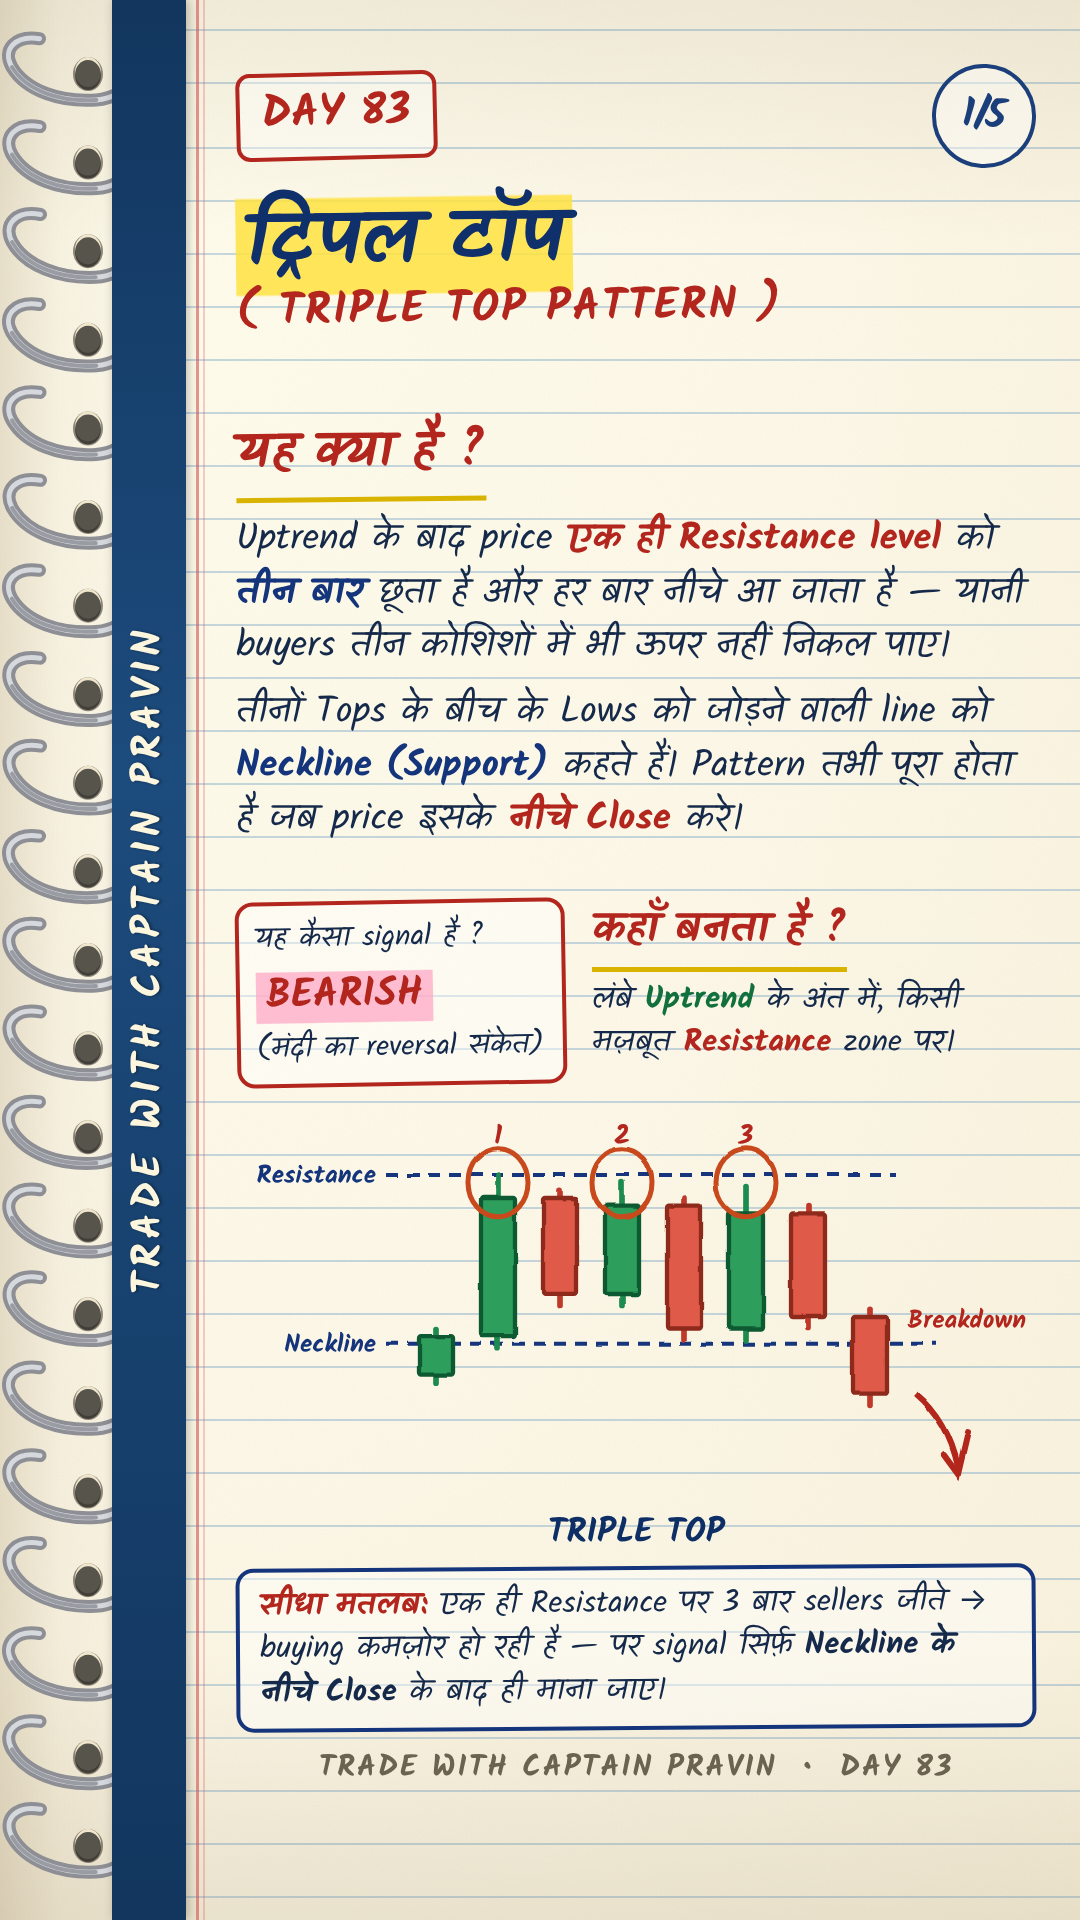 DAY 83
1/5
ट्रिपल टॉप
( TRIPLE TOP PATTERN )
यह क्या है ?
Uptrend के बाद price एक ही Resistance level को
तीन बार छूता है और हर बार नीचे आ जाता है — यानी
buyers तीन कोशिशों में भी ऊपर नहीं निकल पाए।
तीनों Tops के बीच के Lows को जोड़ने वाली line को
Neckline (Support) कहते हैं। Pattern तभी पूरा होता
है जब price इसके नीचे Close करे।
यह कैसा signal है ?
BEARISH
(मंदी का reversal संकेत)
कहाँ बनता है ?
लंबे Uptrend के अंत में, किसी
मज़बूत Resistance zone पर।
1 2 3
Resistance
Breakdown
Neckline
TRIPLE TOP
सीधा मतलब: एक ही Resistance पर 3 बार sellers जीते →
buying कमज़ोर हो रही है — पर signal सिर्फ़ Neckline के
नीचे Close के बाद ही माना जाए।
TRADE WITH CAPTAIN PRAVIN · DAY 83
TRADE WITH CAPTAIN PRAVIN